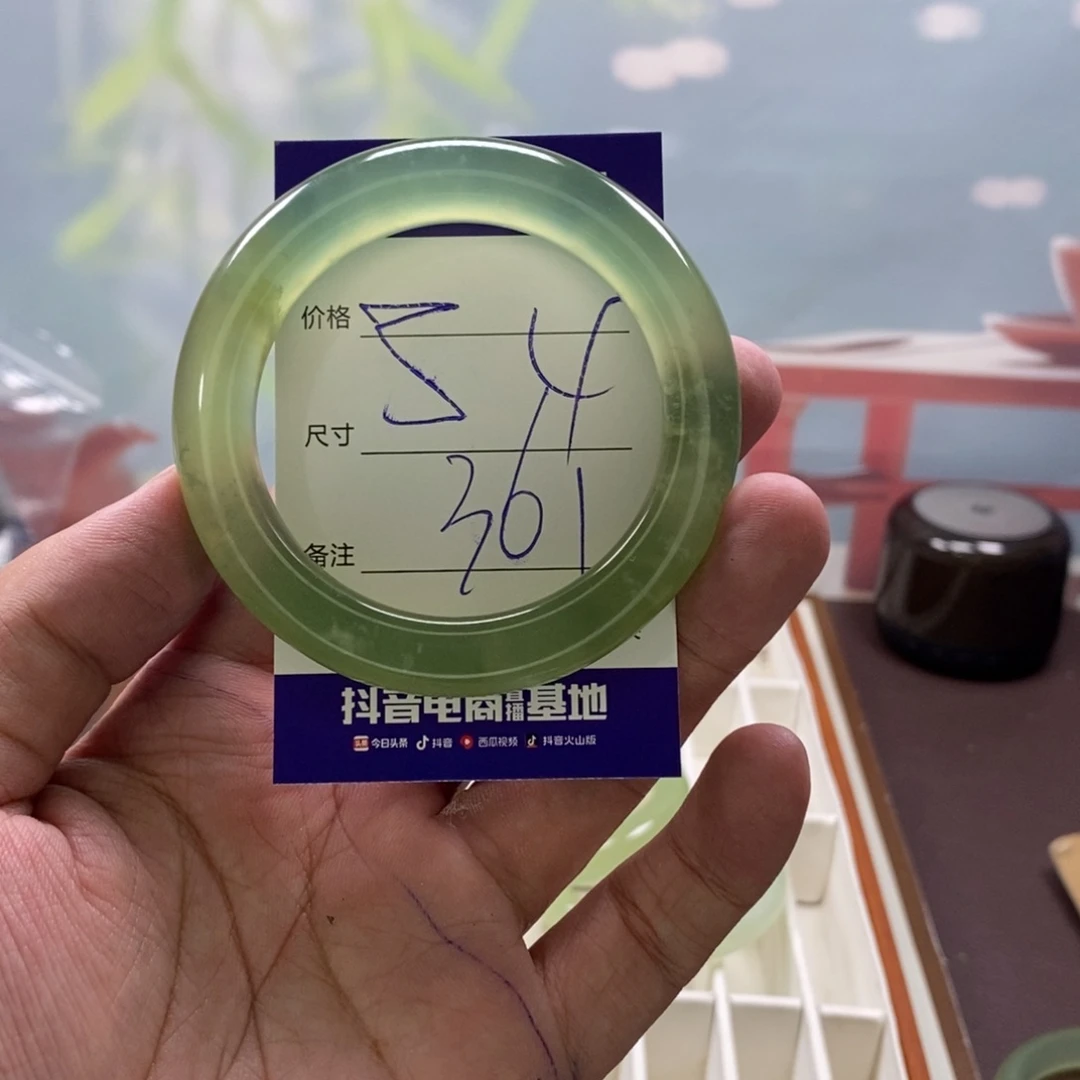 价格
54
尺寸
301
备注
抖音电商直播基地
今日头条 抖音 西瓜视频 抖音火山版